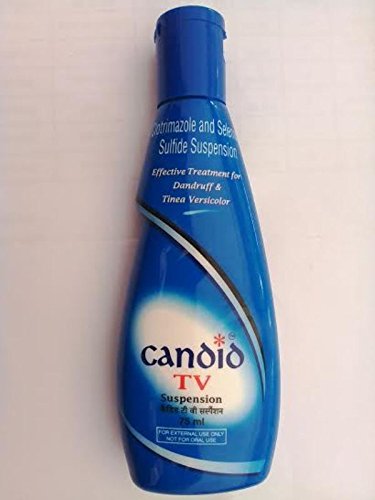 Clotrimazole and Selen
Sulfide Suspension
Effective Treatment for
Dandruff &
Tinea Versicolor
candid™
TV
Suspension
कैंडिड टी वी सस्पेंशन
75 ml
FOR EXTERNAL USE ONLY
NOT FOR ORAL USE